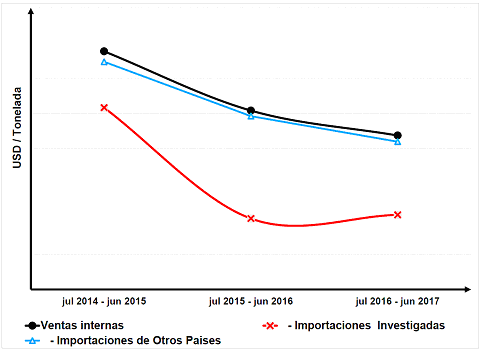 USD / Tonelada
jul 2014 - jun 2015 jul 2015 - jun 2016 jul 2016 - jun 2017
Ventas internas - Importaciones Investigadas
- Importaciones de Otros Paises